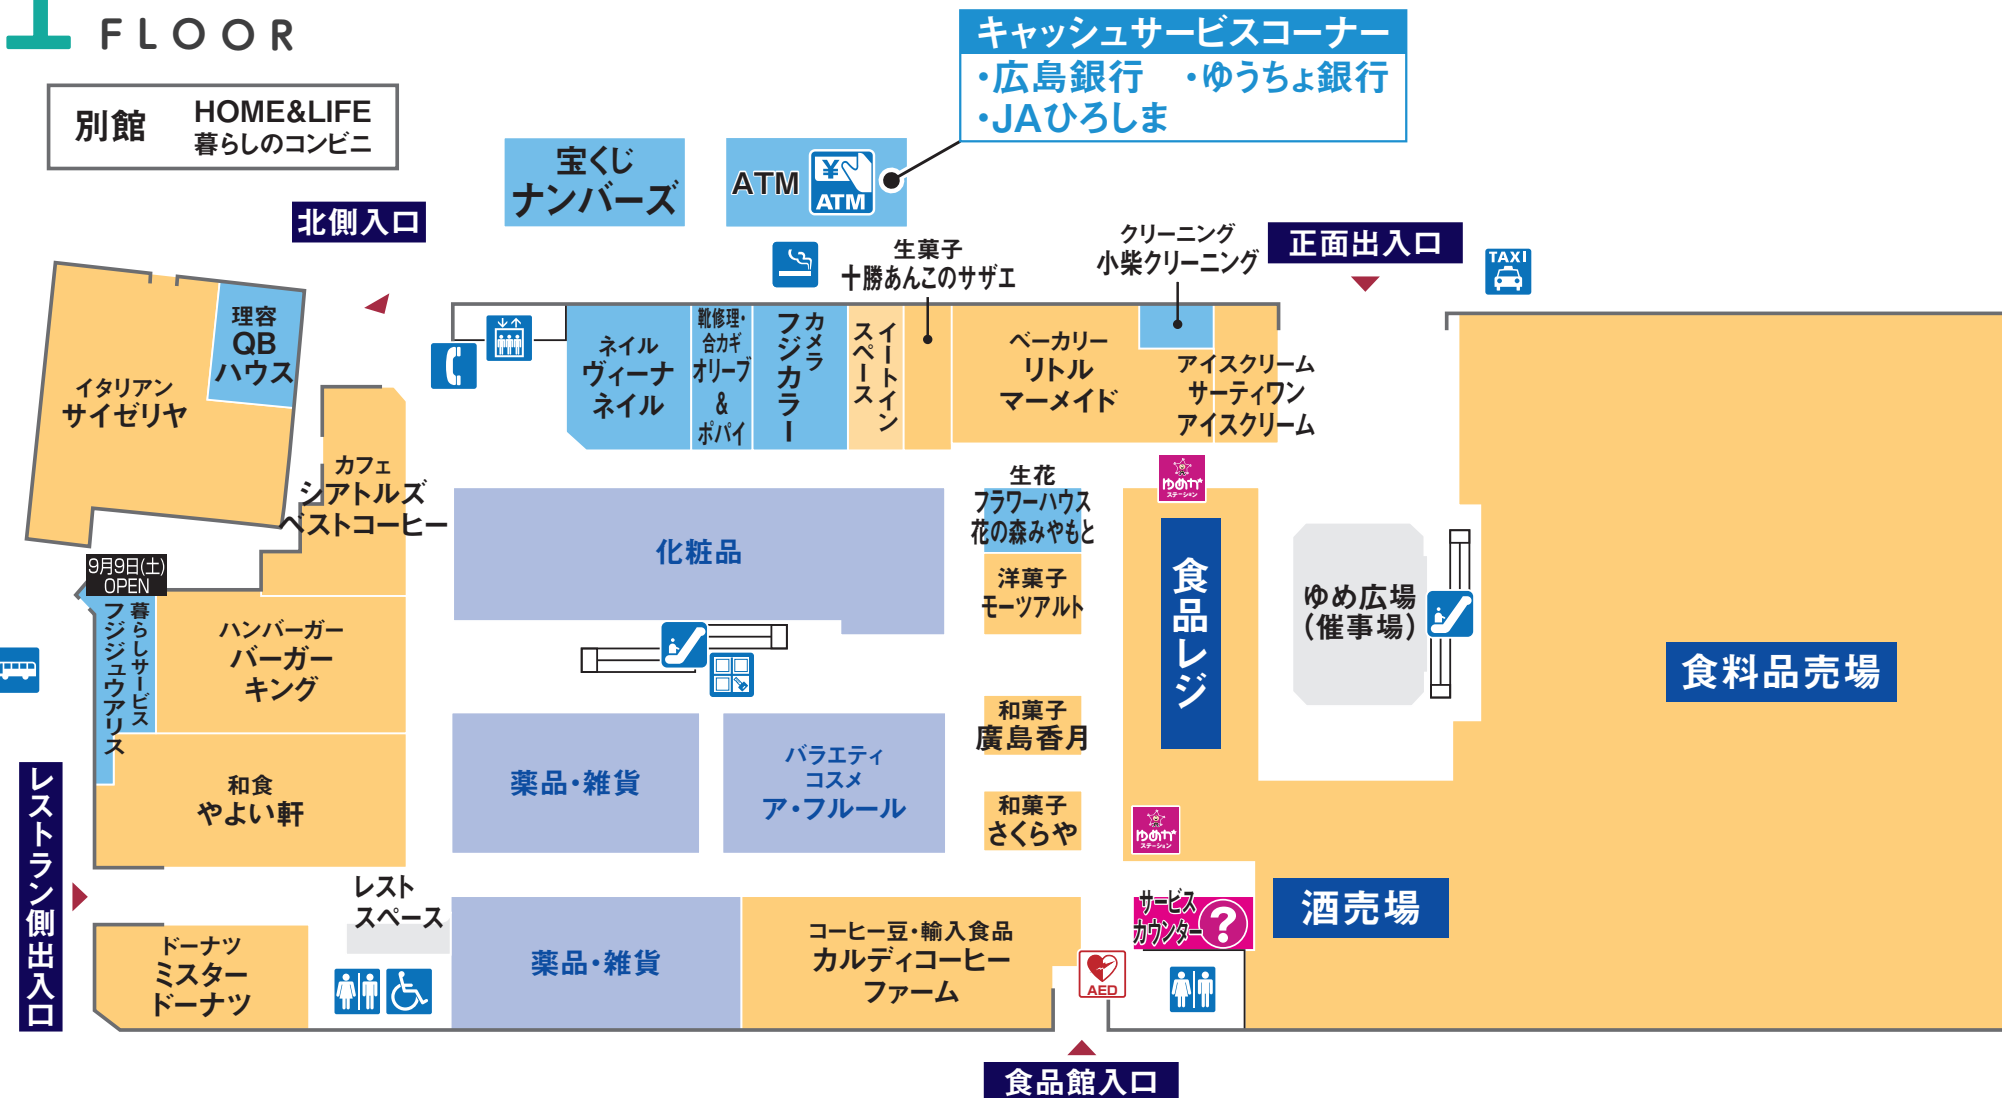 1 FLOOR
別館 HOME&LIFE
暮らしのコンビニ
キャッシュサービスコーナー
・広島銀行 ・ゆうちょ銀行
・JAひろしま
宝くじ
ナンバーズ
ATM
¥
ATM
北側入口
生菓子
十勝あんこのサザエ
クリーニング
小柴クリーニング
正面出入口
TAXI
理容
QB
ハウス
イタリアン
サイゼリヤ
ネイル
ヴィーナ
ネイル
靴修理・
合カギ
オリーブ
&
ポパイ
カメラ
フジカラー
イートイン
スペース
ベーカリー
リトル
マーメイド
アイスクリーム
サーティワン
アイスクリーム
カフェ
シアトルズ
ベストコーヒー
化粧品
生花
フラワーハウス
花の森みやもと
洋菓子
モーツアルト
ゆめか
ステーション
食品レジ
ゆめ広場
(催事場)
食料品売場
9月9日(土)
OPEN
暮らしサービス
フジジュウアリス
ハンバーガー
バーガー
キング
和食
やよい軒
薬品・雑貨
バラエティ
コスメ
ア・フルール
和菓子
廣島香月
和菓子
さくらや
ゆめか
ステーション
レストラン側出入口
レスト
スペース
ドーナツ
ミスター
ドーナツ
薬品・雑貨
コーヒー豆・輸入食品
カルディコーヒー
ファーム
サービス
カウンター
?
酒売場
AED
食品館入口